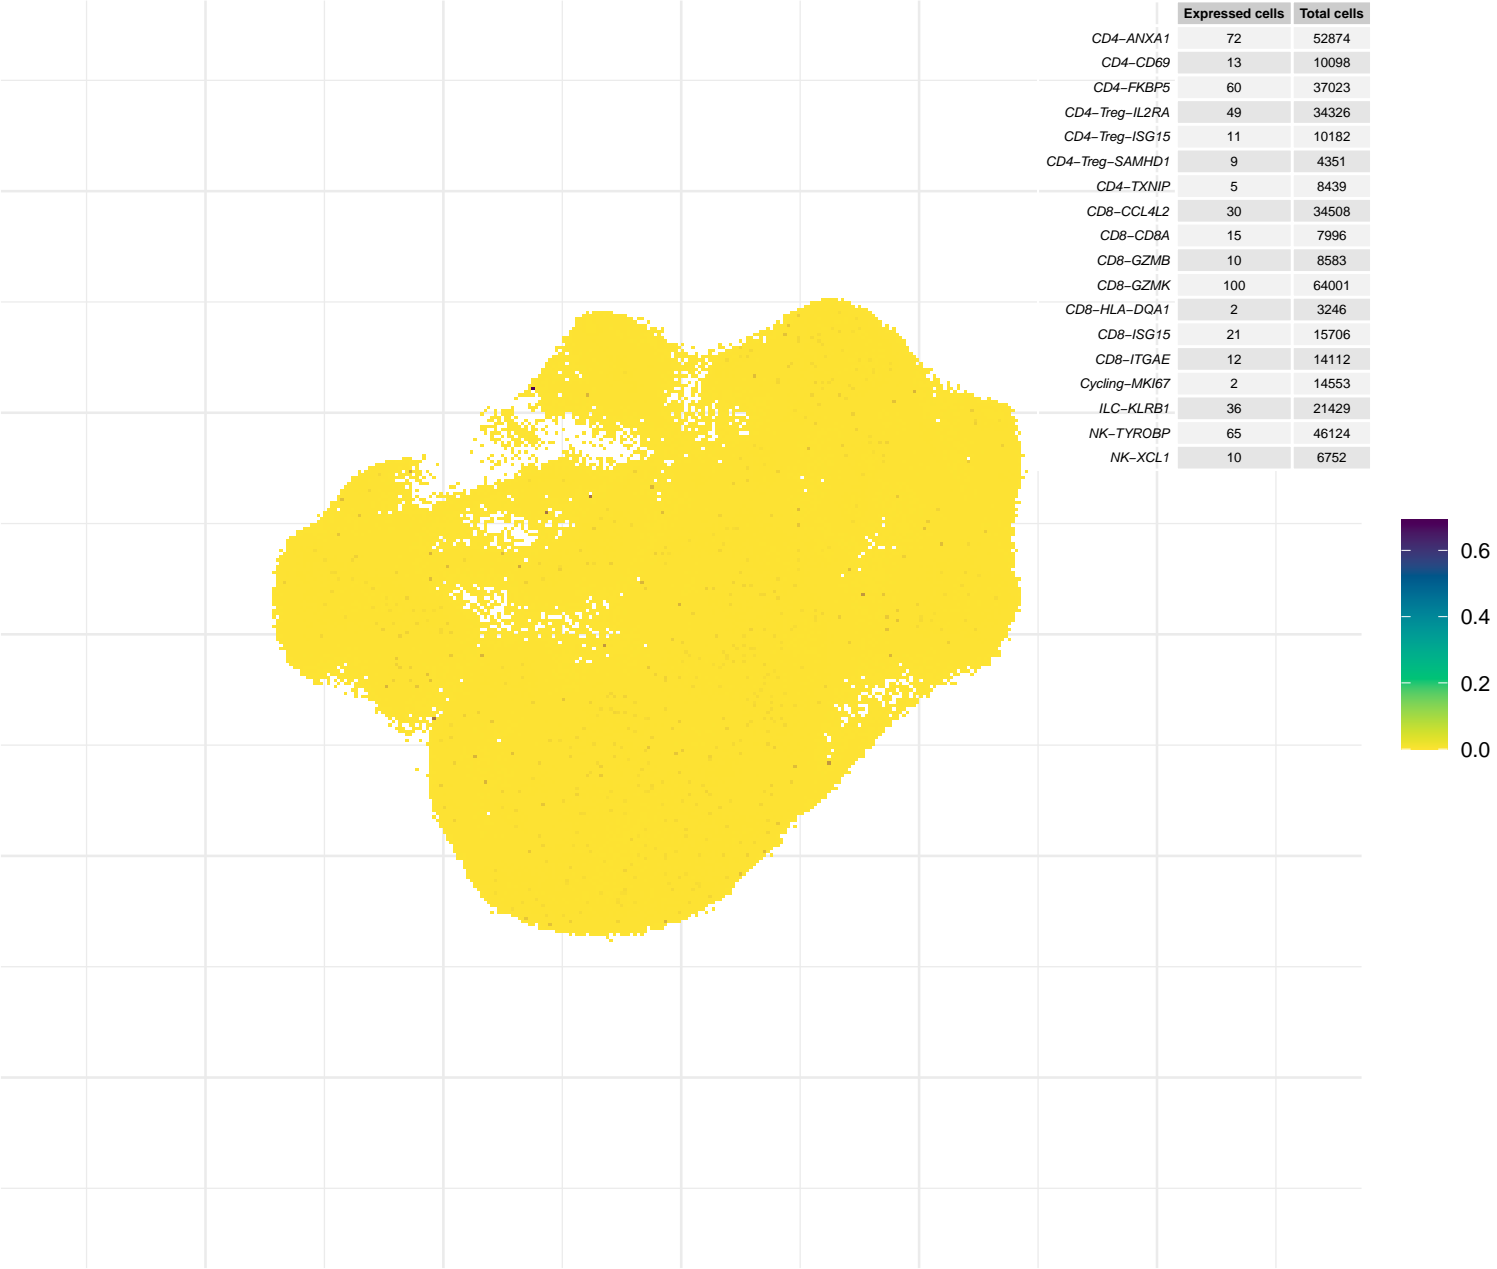 Expressed cells Total cells
CD4−ANXA1 72 52874
CD4−CD69 13 10098
CD4−FKBP5 60 37023
CD4−Treg−IL2RA 49 34326
CD4−Treg−ISG15 11 10182
CD4−Treg−SAMHD1 9 4351
CD4−TXNIP 5 8439
CD8−CCL4L2 30 34508
CD8−CD8A 15 7996
CD8−GZMB 10 8583
CD8−GZMK 100 64001
CD8−HLA−DQA1 2 3246
CD8−ISG15 21 15706
CD8−ITGAE 12 14112
Cycling−MKI67 2 14553
ILC−KLRB1 36 21429
NK−TYROBP 65 46124
NK−XCL1 10 6752
0.6
0.4
0.2
0.0